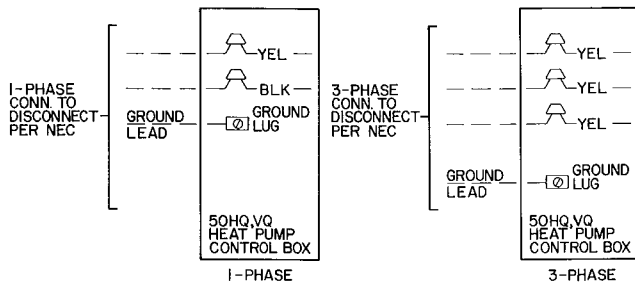 YEL
BLK
1-PHASE
CONN. TO
DISCONNECT
PER NEC
GROUND
LEAD
GROUND
LUG
50HQ,VQ
HEAT PUMP
CONTROL BOX
1-PHASE
YEL
YEL
YEL
3-PHASE
CONN. TO
DISCONNECT
PER NEC
GROUND
LEAD
GROUND
LUG
50HQ,VQ
HEAT PUMP
CONTROL BOX
3-PHASE